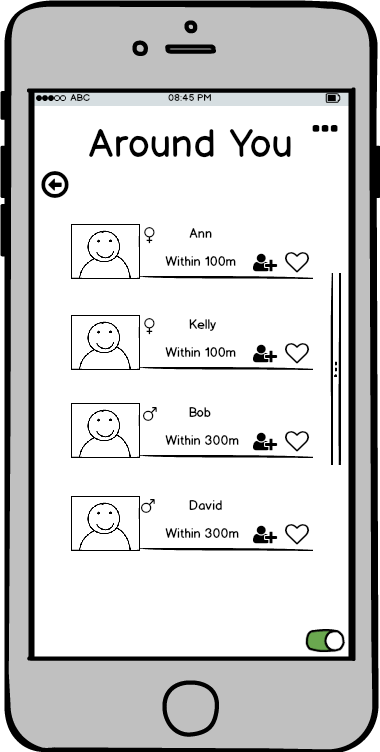 ABC 08:45 PM
Around You
Ann
Within 100m
Kelly
Within 100m
Bob
Within 300m
David
Within 300m